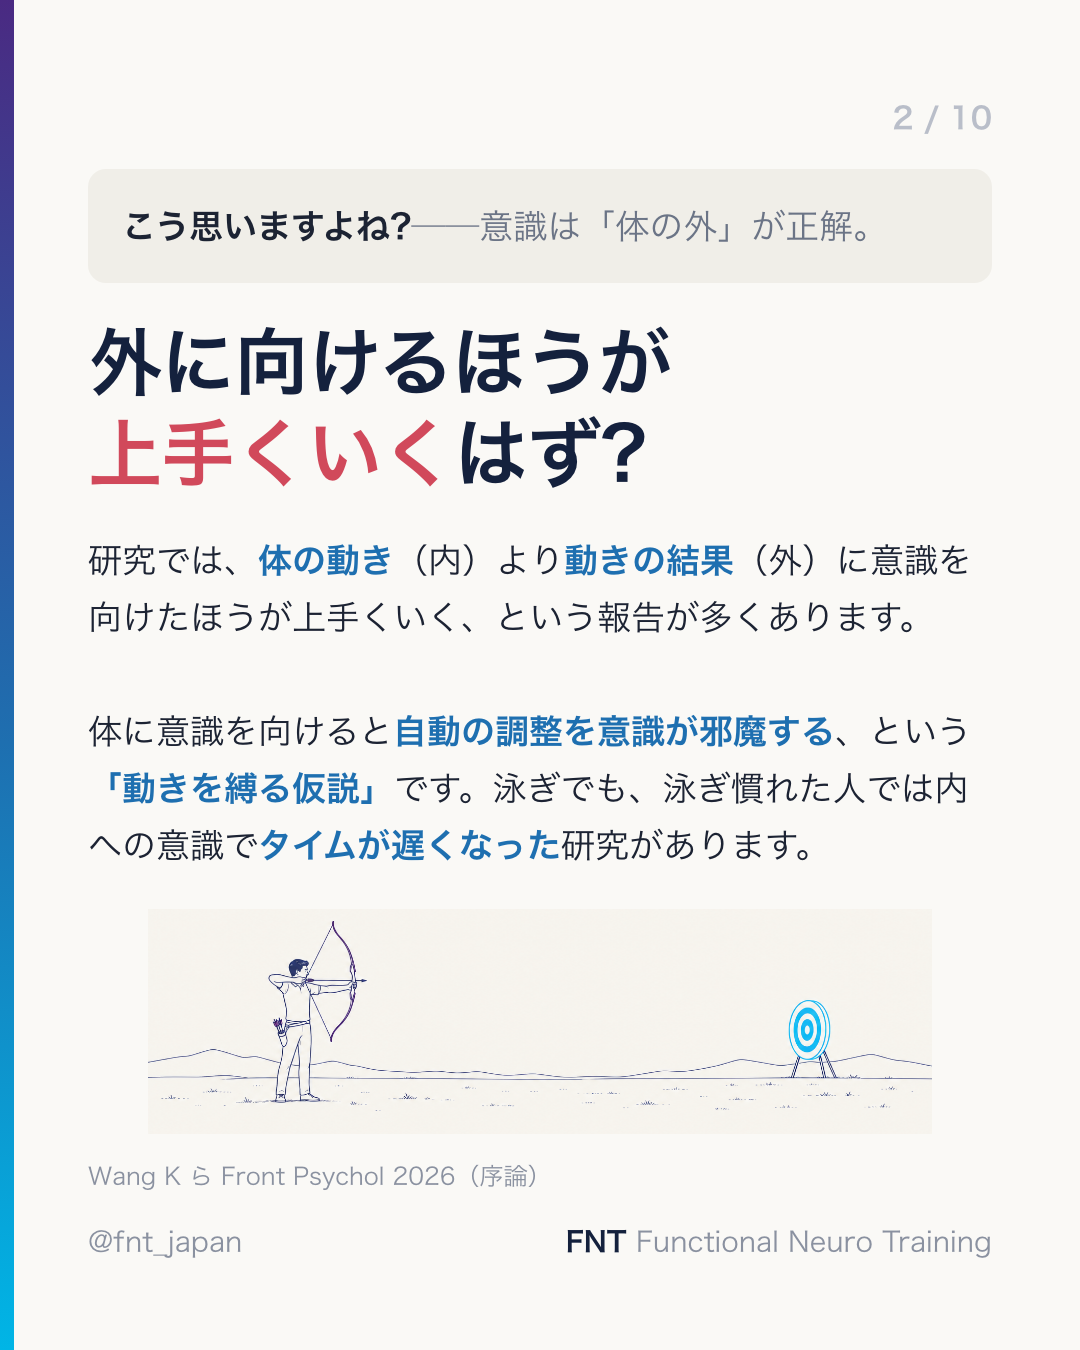 2 / 10
こう思いますよね?——意識は「体の外」が正解。
外に向けるほうが
上手くいくはず?
研究では、体の動き（内）より動きの結果（外）に意識を
向けたほうが上手くいく、という報告が多くあります。
体に意識を向けると自動の調整を意識が邪魔する、という
「動きを縛る仮説」です。泳ぎでも、泳ぎ慣れた人では内
への意識でタイムが遅くなった研究があります。
Wang K ら Front Psychol 2026（序論）
@fnt_japan
FNT Functional Neuro Training